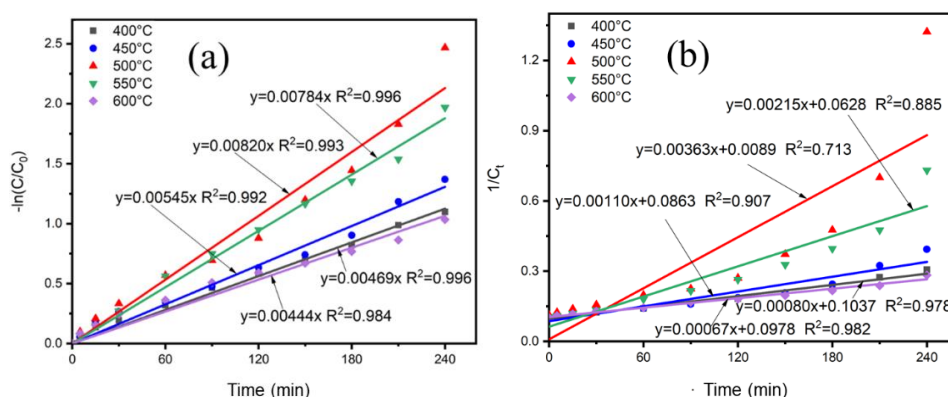 (a)
400°C
450°C
500°C
550°C
600°C
y=0.00784x R²=0.996
y=0.00820x R²=0.993
y=0.00545x R²=0.992
y=0.00469x R²=0.996
y=0.00444x R²=0.984
-ln(C/C₀)
2.5
2.0
1.5
1.0
0.5
0.0
60
120
180
240
Time (min)
(b)
400°C
450°C
500°C
550°C
600°C
y=0.00215x+0.0628 R²=0.885
y=0.00363x+0.0089 R²=0.713
y=0.00110x+0.0863 R²=0.907
y=0.00080x+0.1037 R²=0.978
y=0.00067x+0.0978 R²=0.982
1/Cₜ
1.2
0.9
0.6
0.3
0.0
0
60
120
180
240
Time (min)